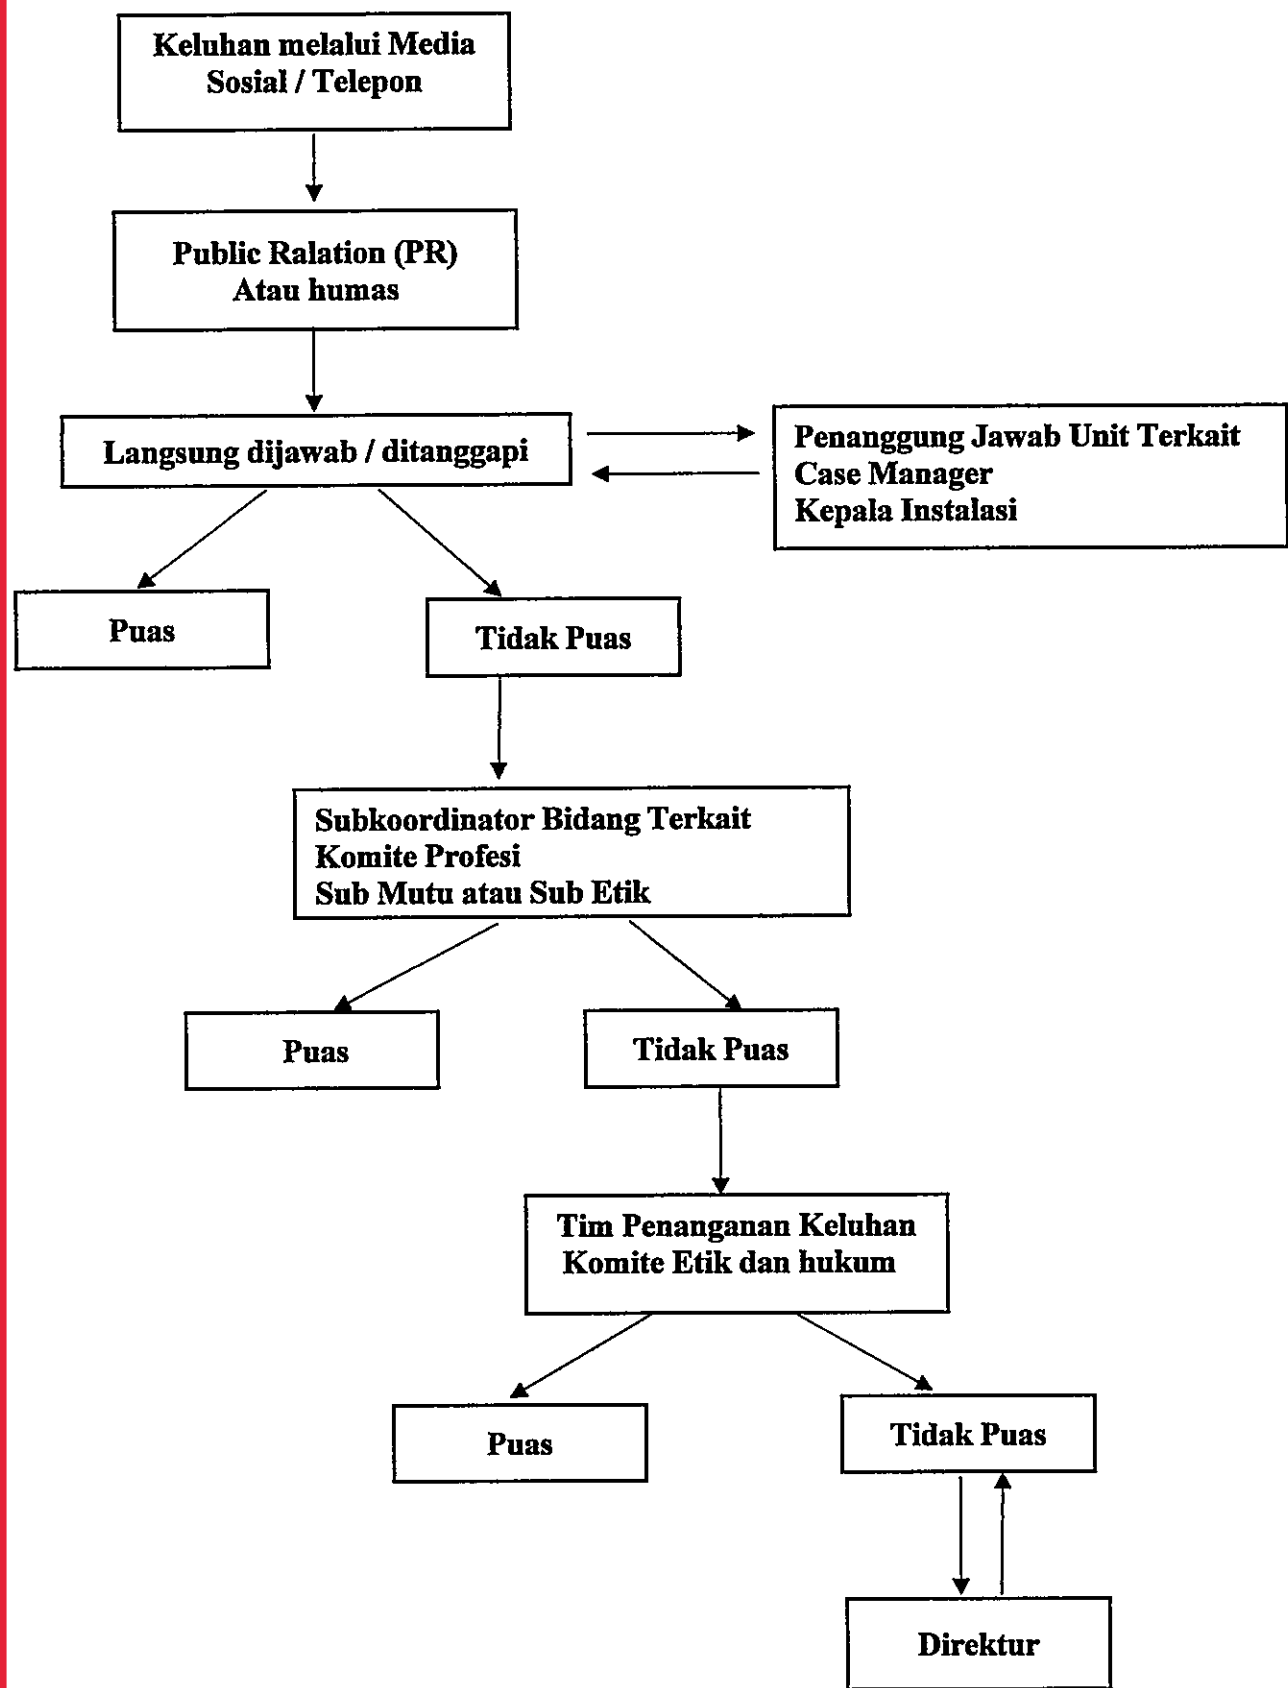 Keluhan melalui Media
Sosial / Telepon
Public Ralation (PR)
Atau humas
Langsung dijawab / ditanggapi
Penanggung Jawab Unit Terkait
Case Manager
Kepala Instalasi
Puas
Tidak Puas
Subkoordinator Bidang Terkait
Komite Profesi
Sub Mutu atau Sub Etik
Puas
Tidak Puas
Tim Penanganan Keluhan
Komite Etik dan hukum
Puas
Tidak Puas
Direktur